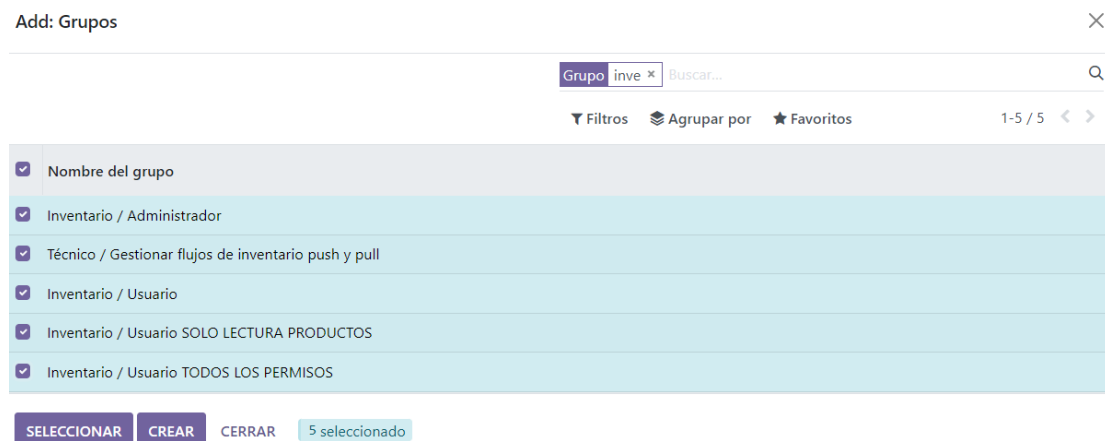 Add: Grupos
Grupo inve × Buscar...
Filtros Agrupar por Favoritos 1-5 / 5
Nombre del grupo
Inventario / Administrador
Técnico / Gestionar flujos de inventario push y pull
Inventario / Usuario
Inventario / Usuario SOLO LECTURA PRODUCTOS
Inventario / Usuario TODOS LOS PERMISOS
SELECCIONAR CREAR CERRAR 5 seleccionado